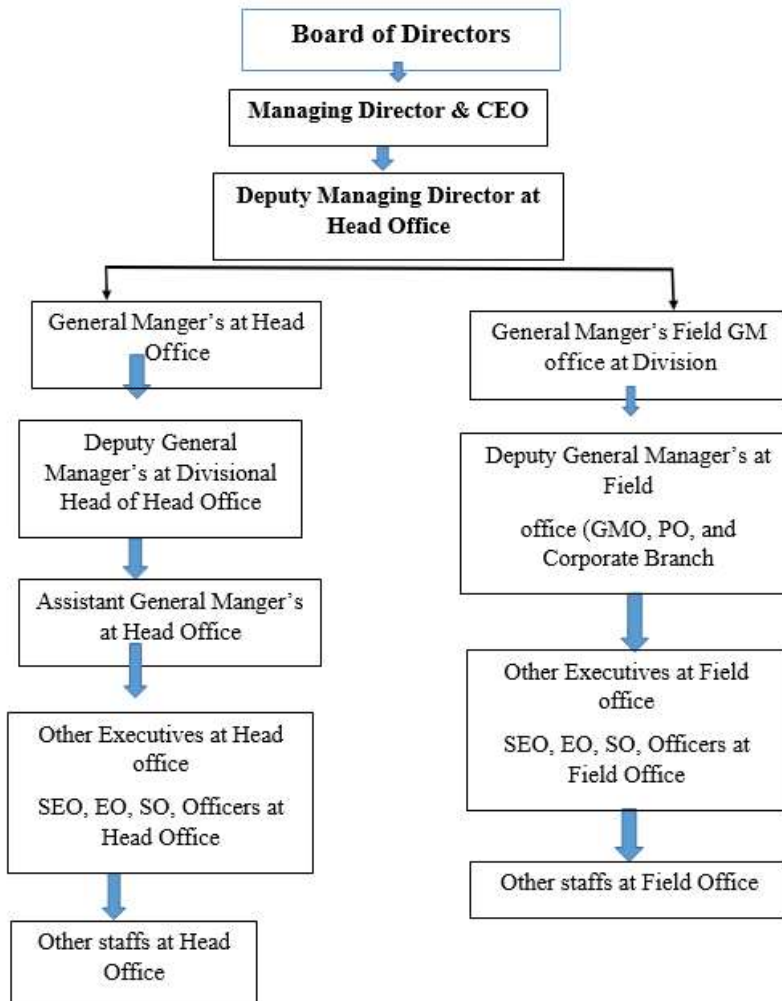 Board of Directors
Managing Director & CEO
Deputy Managing Director at
Head Office
General Manger's at Head
Office
Deputy General
Manager's at Divisional
Head of Head Office
Assistant General Manger's
at Head Office
Other Executives at Head
office
SEO, EO, SO, Officers at
Head Office
Other staffs at Head
Office
General Manger's Field GM
office at Division
Deputy General Manager's at
Field
office (GMO, PO, and
Corporate Branch
Other Executives at Field
office
SEO, EO, SO, Officers at
Field Office
Other staffs at Field Office